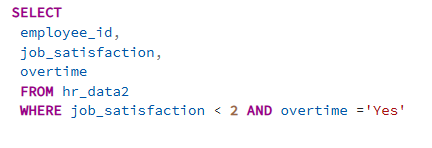 SELECT
employee_id,
job_satisfaction,
overtime
FROM hr_data2
WHERE job_satisfaction < 2 AND overtime ='Yes'